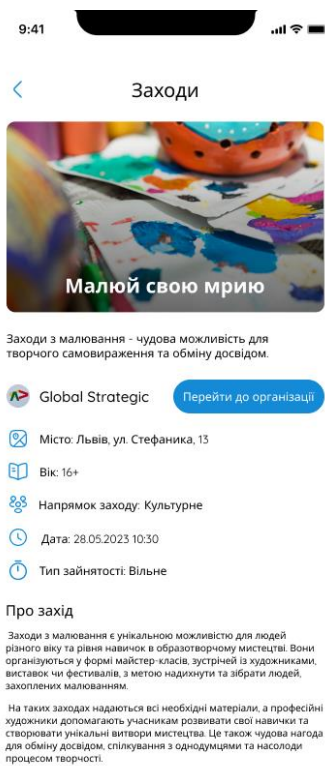 9:41
Заходи
Малюй свою мрию
Заходи з малювання - чудова можливість для
творчого самовираження та обміну досвідом.
Global Strategic
Перейти до організації
Місто: Львів, ул. Стефаника, 13
Вік: 16+
Напрямок заходу: Культурне
Дата: 28.05.2023 10:30
Тип зайнятості: Вільне
Про захід
Заходи з малювання є унікальною можливістю для людей
різного віку та рівня навичок в образотворчому мистецтві. Вони
організуються у формі майстер-класів, зустрічей із художниками,
виставок чи фестивалів, з метою надихнути та зібрати людей,
захоплених малюванням.
На таких заходах надаються всі необхідні матеріали, а професійні
художники допомагають учасникам розвивати свої навички та
створювати унікальні витвори мистецтва. Це також чудова нагода
для обміну досвідом, спілкування з однодумцями та насолоди
процесом творчості.